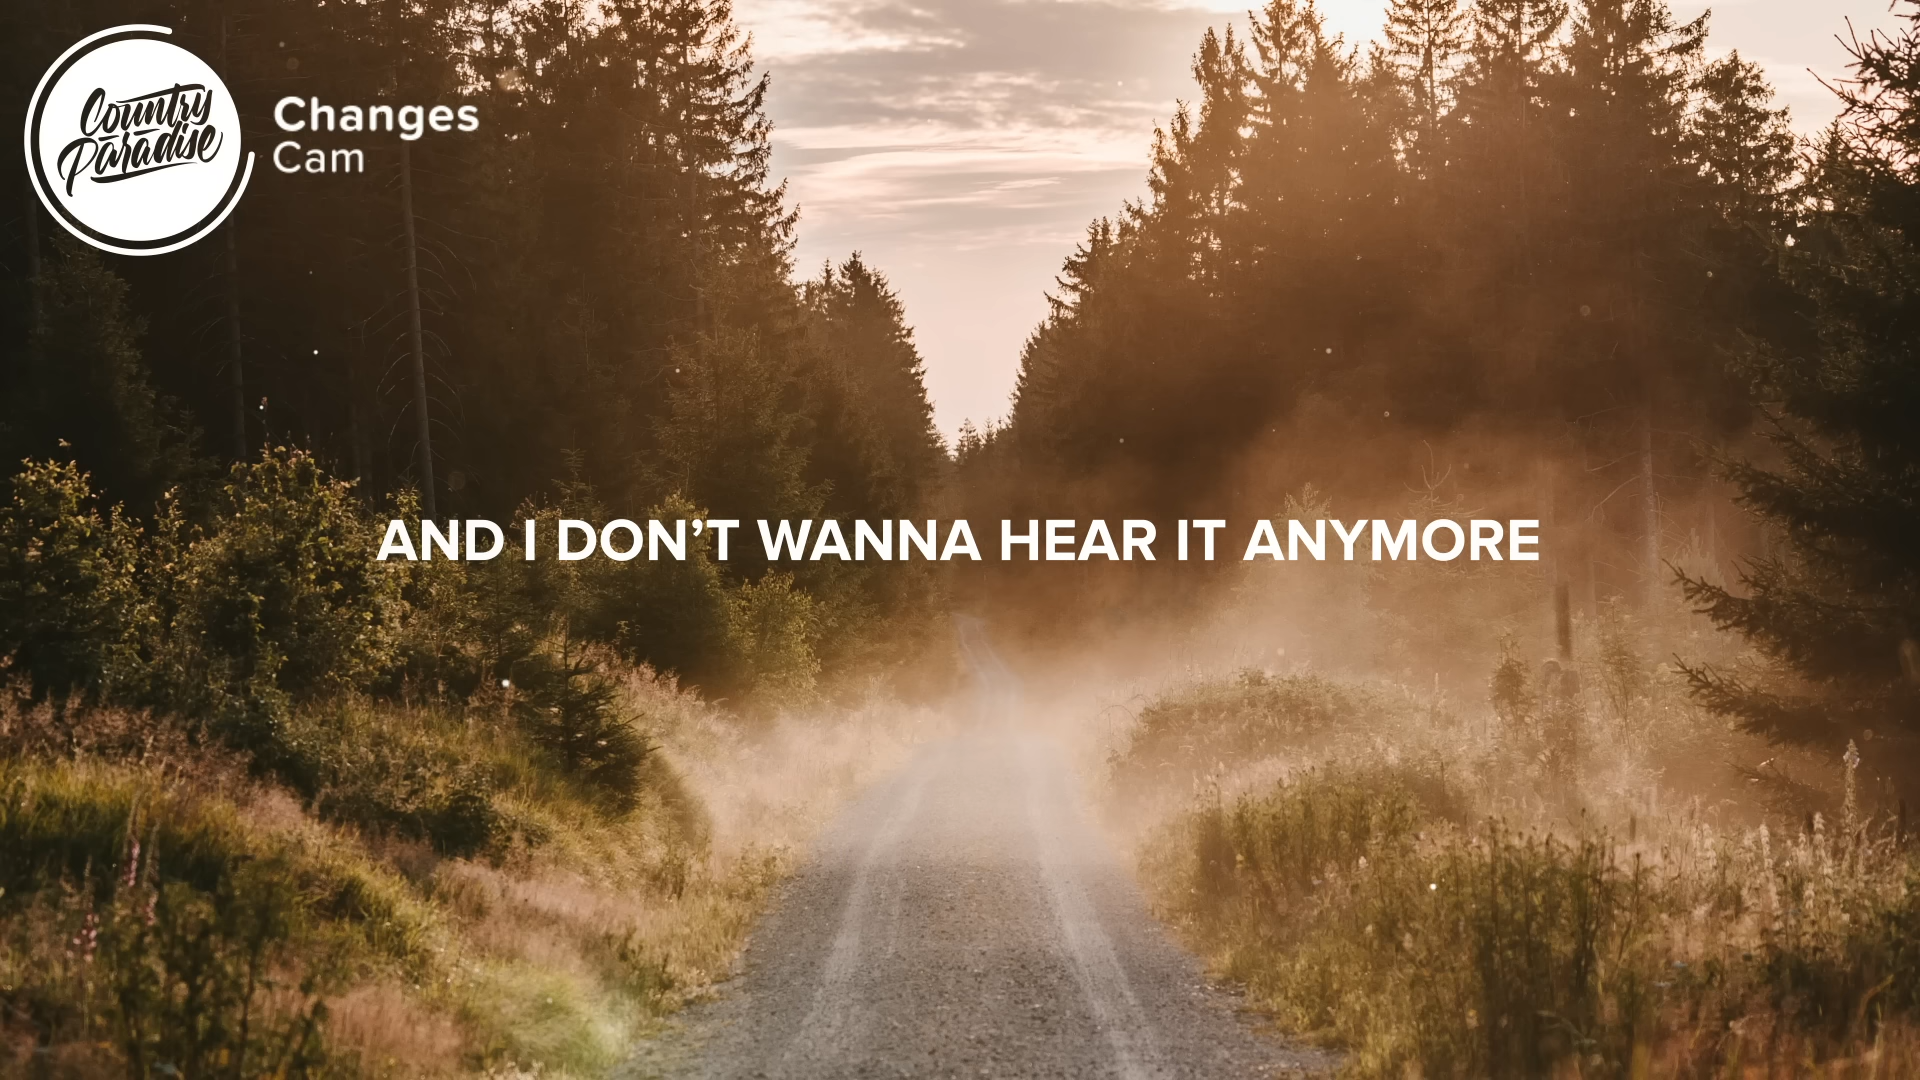 Country
Paradise
Changes
Cam
AND I DON’T WANNA HEAR IT ANYMORE